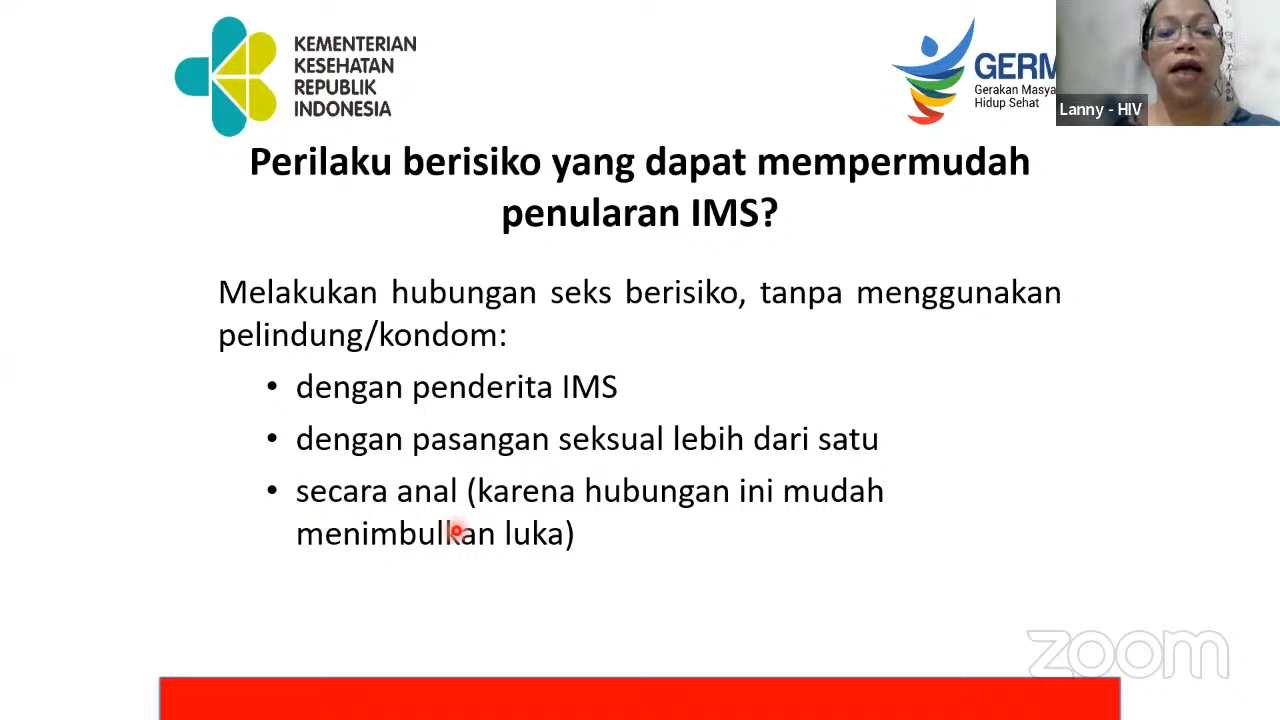 KEMENTERIAN
KESEHATAN
REPUBLIK
INDONESIA
GERM
Gerakan Masya
Hidup Sehat
Lanny - HIV
Perilaku berisiko yang dapat mempermudah
penularan IMS?
Melakukan hubungan seks berisiko, tanpa menggunakan
pelindung/kondom:
• dengan penderita IMS
• dengan pasangan seksual lebih dari satu
• secara anal (karena hubungan ini mudah
menimbulkan luka)
zoom